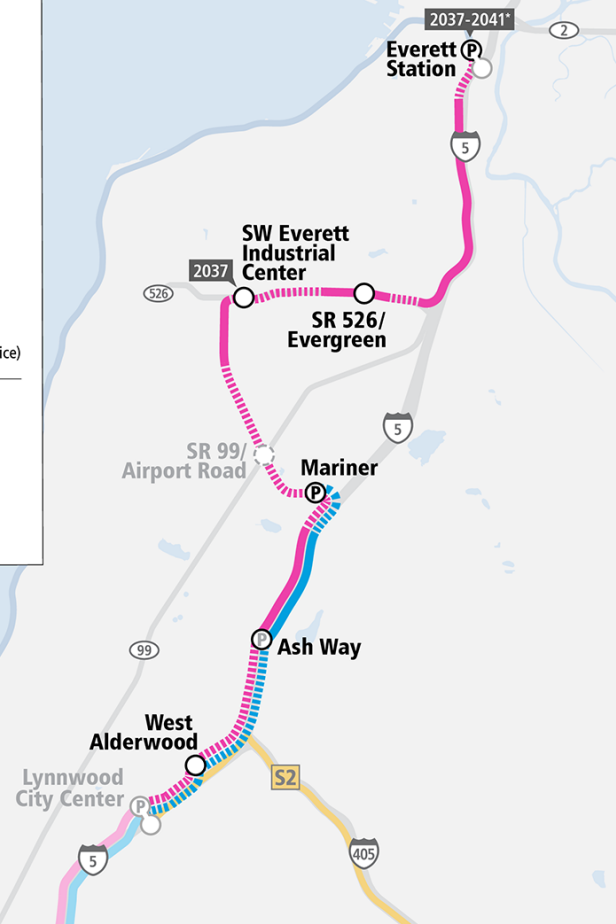 2037-2041*
2
Everett
Station
P
5
SW Everett
Industrial
Center
2037
526
SR 526/
Evergreen
5
SR 99/
Airport Road
Mariner
P
P
Ash Way
99
West
Alderwood
Lynnwood
City Center
P
S2
5
405
ice)